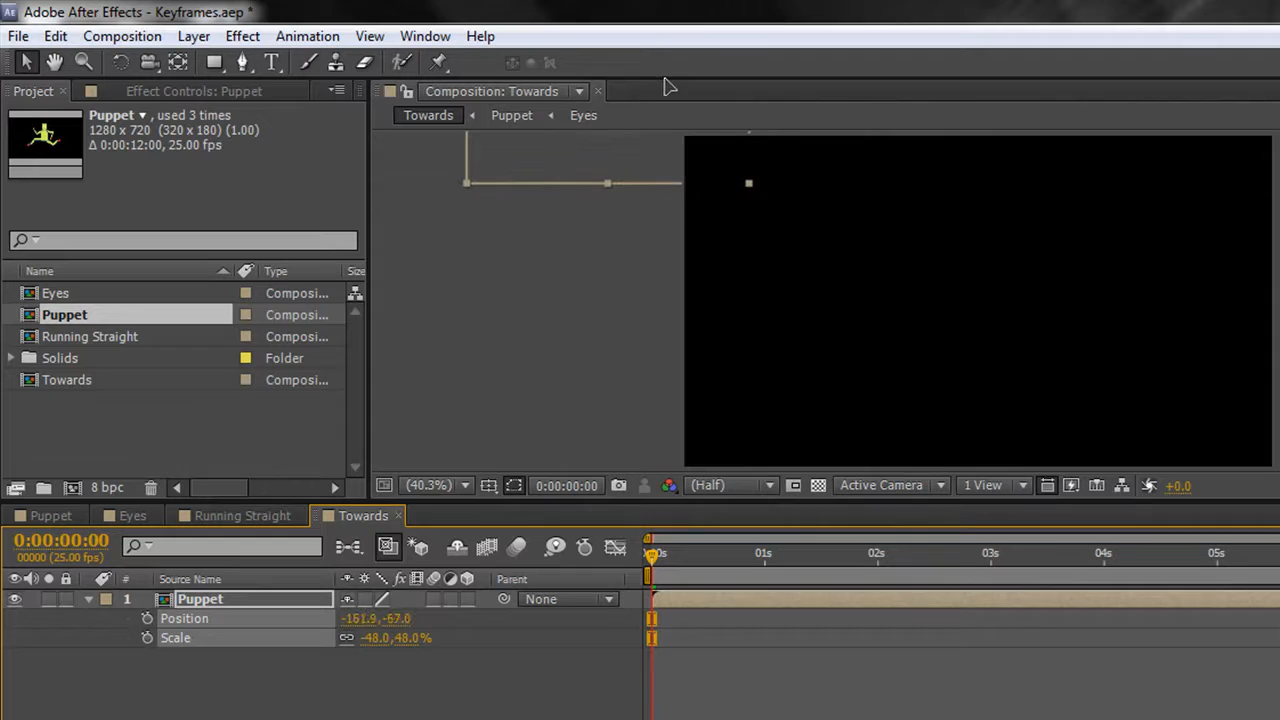 Adobe After Effects - Keyframes.aep *
File Edit Composition Layer Effect Animation View Window Help
Project Effect Controls: Puppet Composition: Towards
Towards Puppet Eyes
Puppet , used 3 times
1280 x 720 (320 x 180) (1.00)
Δ 0:00:12:00, 25.00 fps
Name Type Size
Eyes Composi...
Puppet Composi...
Running Straight Composi...
Solids Folder
Towards Composi...
8 bpc (40.3%) 0:00:00:00 (Half) Active Camera 1 View +0.0
Puppet Eyes Running Straight Towards
0:00:00:00
00000 (25.00 fps)
01s 02s 03s 04s 05s
# Source Name Parent
1 Puppet None
Position -161.9,-67.0
Scale -48.0,48.0%